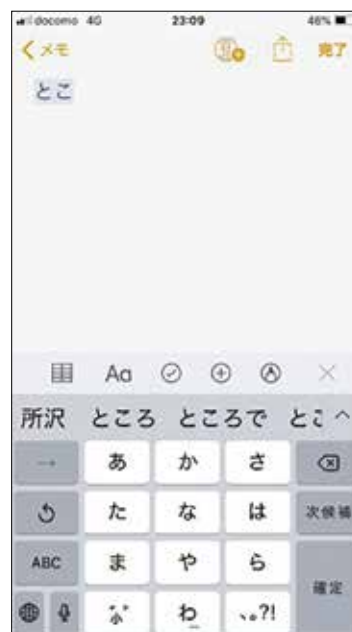 docomo 4G 23:09 46%
メモ 完了
とこ
Aa
所沢 ところ ところで とこ
→ あ か さ
た な は 次候補
ABC ま や ら
小 わ 、。?! 確定